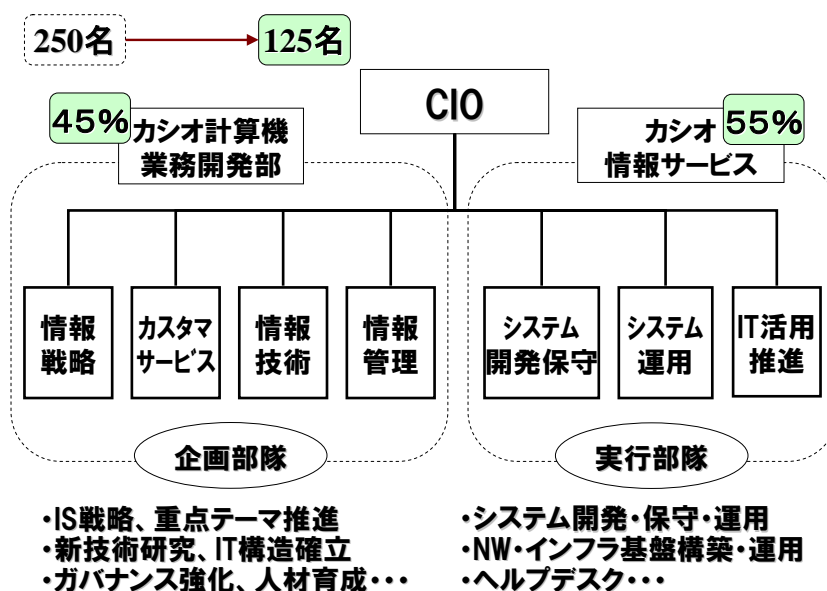 250名
125名
CIO
45%
カシオ計算機
業務開発部
カシオ
55%
情報サービス
情報
戦略
カスタマ
サービス
情報
技術
情報
管理
システム
開発保守
システム
運用
IT活用
推進
企画部隊
実行部隊
・IS戦略、重点テーマ推進
・新技術研究、IT構造確立
・ガバナンス強化、人材育成・・・
・システム開発・保守・運用
・NW・インフラ基盤構築・運用
・ヘルプデスク・・・